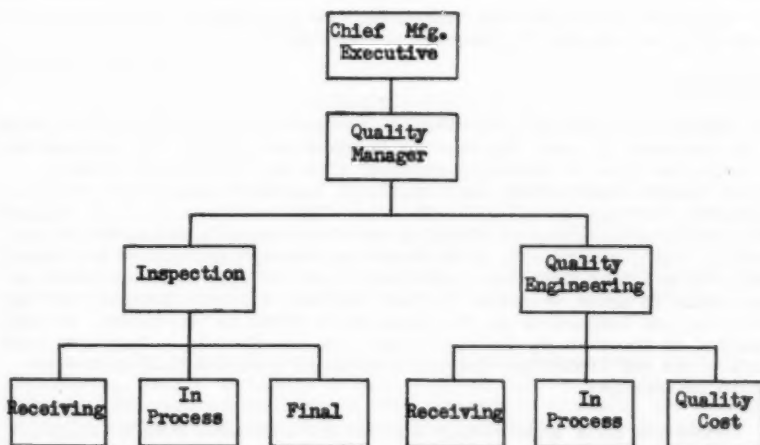 Chief Mfg.
Executive
Quality
Manager
Inspection
Quality
Engineering
Receiving
In
Process
Final
Receiving
In
Process
Quality
Cost